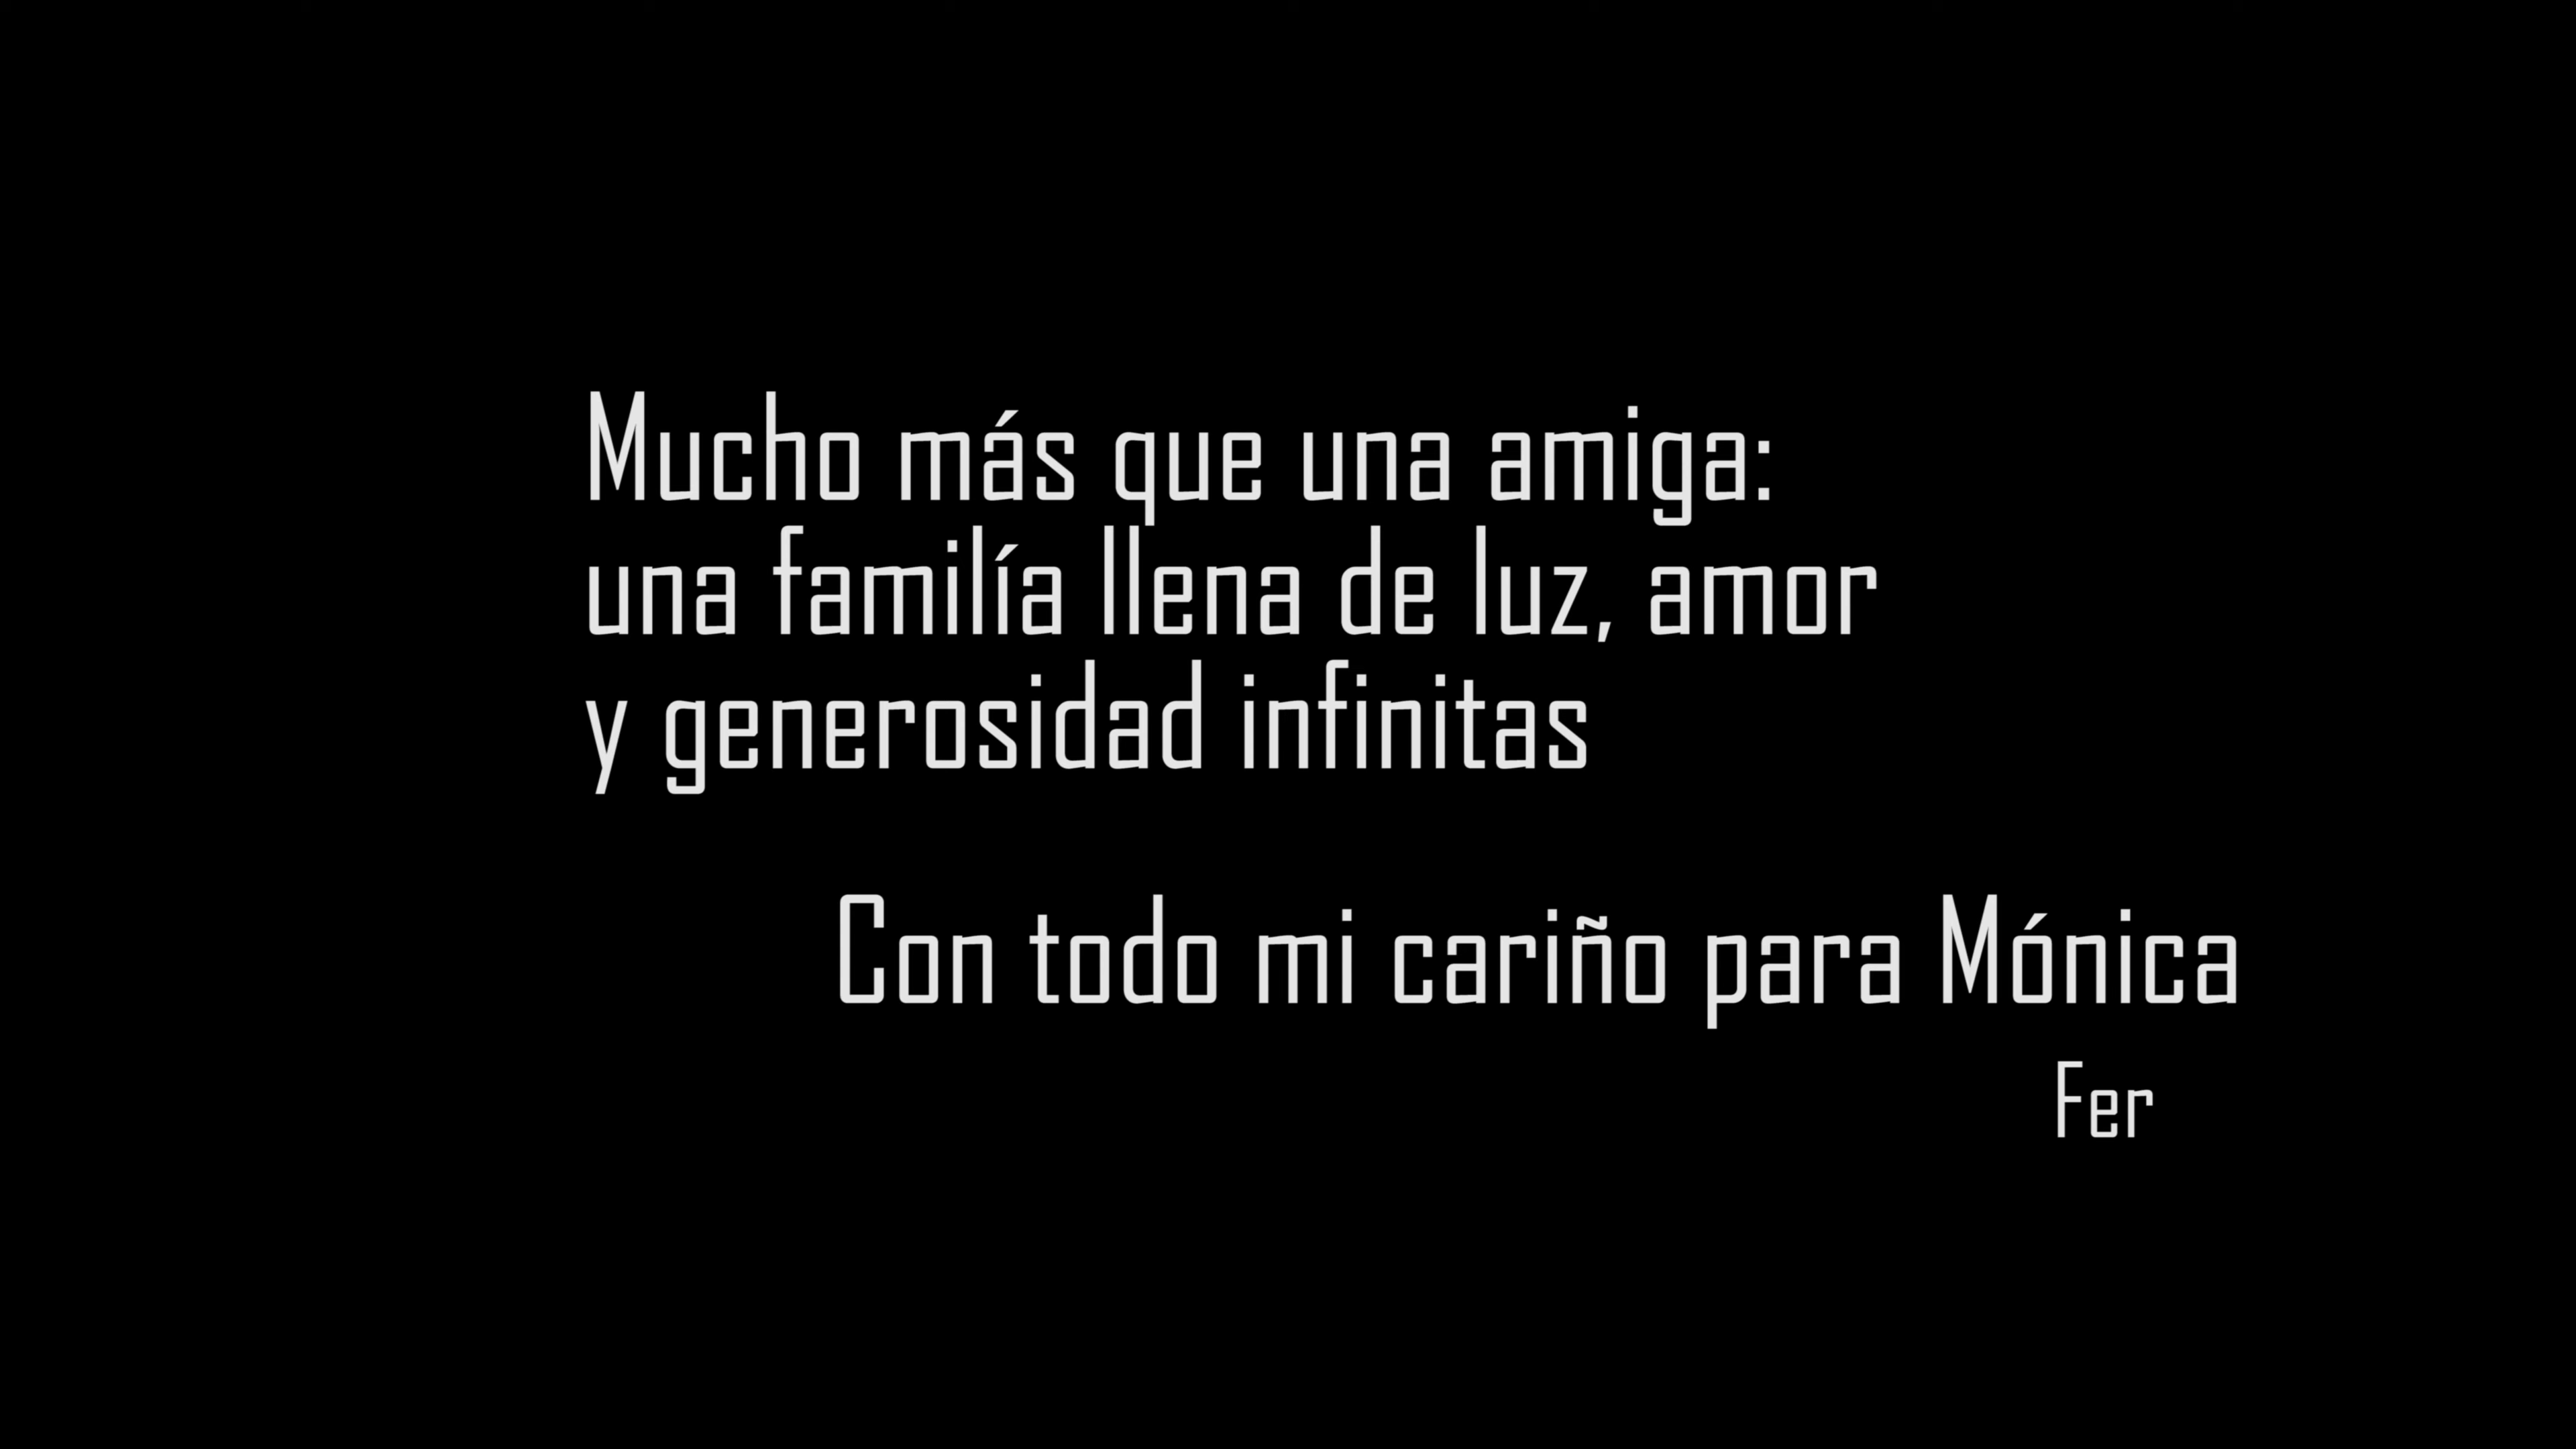 Mucho más que una amiga:
una familía llena de luz, amor
y generosidad infinitas
Con todo mi cariño para Mónica
Fer